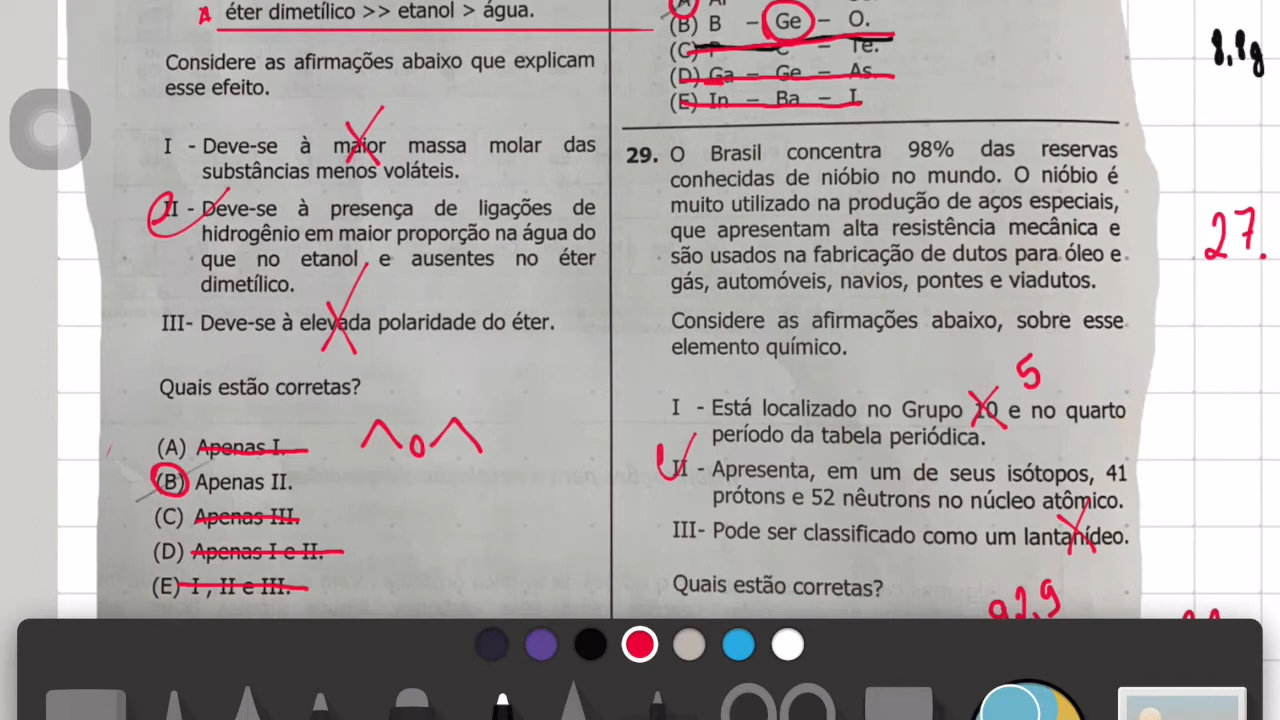 A éter dimetílico >> etanol > água.
Considere as afirmações abaixo que explicam
esse efeito.
I - Deve-se à maior massa molar das
substâncias menos voláteis.
II - Deve-se à presença de ligações de
hidrogênio em maior proporção na água do
que no etanol e ausentes no éter
dimetílico.
III- Deve-se à elevada polaridade do éter.
Quais estão corretas?
(A) Apenas I.
(B) Apenas II.
(C) Apenas III.
(D) Apenas I e II.
(E) I, II e III.
O
(B) B - Ge - O.
(C) - Te.
(D) Ga - Ge - As.
(E) In - Ba - I.
29. O Brasil concentra 98% das reservas
conhecidas de nióbio no mundo. O nióbio é
muito utilizado na produção de aços especiais,
que apresentam alta resistência mecânica e
são usados na fabricação de dutos para óleo e
gás, automóveis, navios, pontes e viadutos.
Considere as afirmações abaixo, sobre esse
elemento químico.
5
I - Está localizado no Grupo 10 e no quarto
período da tabela periódica.
II - Apresenta, em um de seus isótopos, 41
prótons e 52 nêutrons no núcleo atômico.
III- Pode ser classificado como um lantanídeo.
Quais estão corretas?
92,9
27.